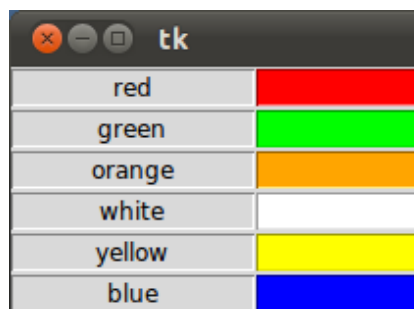 tk
red
green
orange
white
yellow
blue